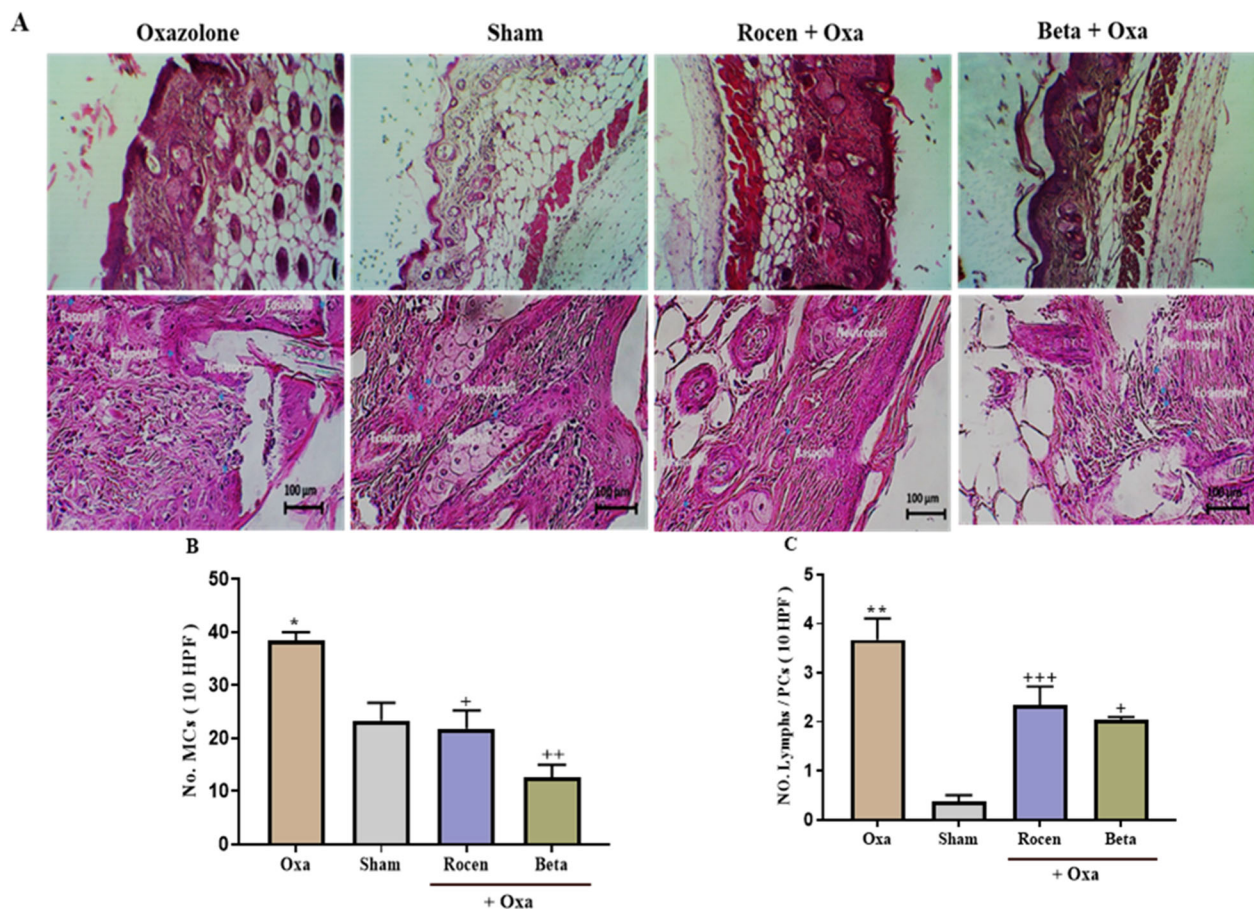 A
Oxazolone Sham Rocen + Oxa Beta + Oxa
Basophil Eosinophil
Eosinophil
Neutrophil
Eosinophil Basophil
100 µm
100 µm
Neutrophil
Basophil
100 µm
Basophil
Neutrophil
Eosinophil
100 µm
B
No. MCs ( 10 HPF )
50
40
30
20
10
0
*
+
++
Oxa Sham Rocen Beta
+ Oxa
C
NO. Lymphs / PCs ( 10 HPF )
5
4
3
2
1
0
**
+++
+
Oxa Sham Rocen Beta
+ Oxa